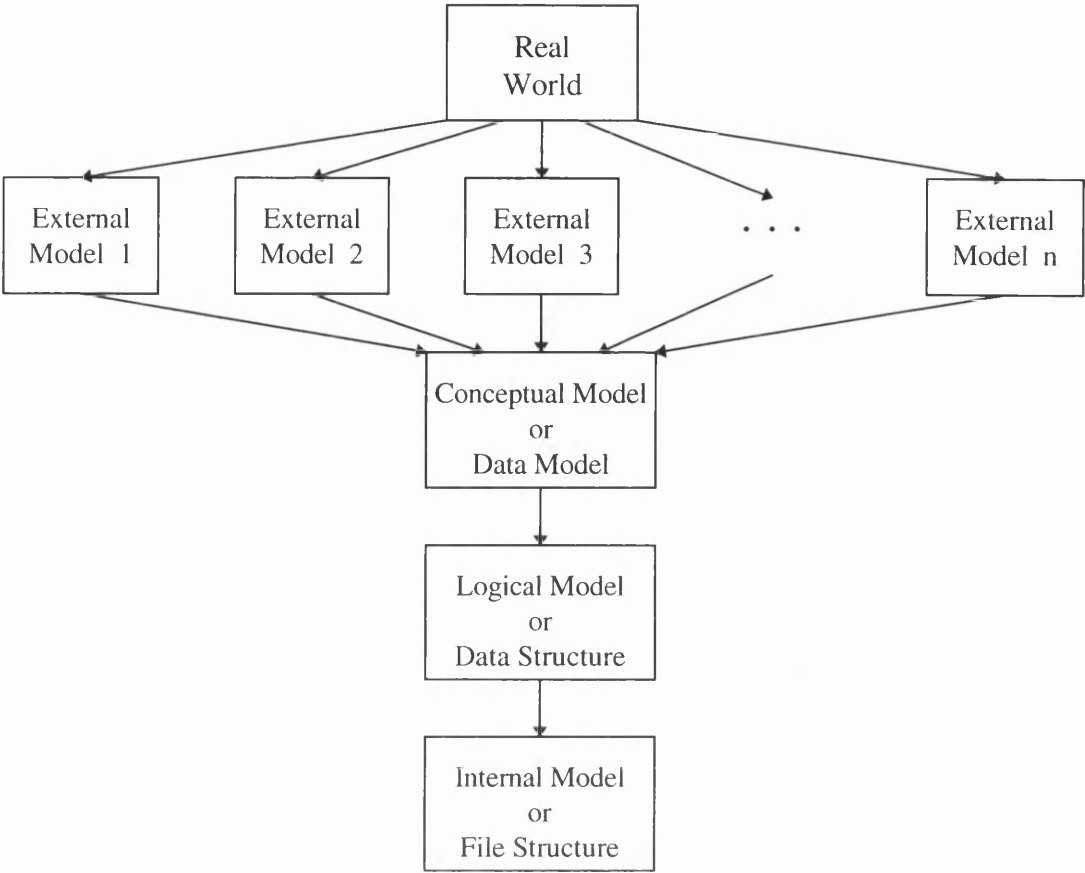 Real
World
External
Model 1
External
Model 2
External
Model 3
. . .
External
Model n
Conceptual Model
or
Data Model
Logical Model
or
Data Structure
Internal Model
or
File Structure